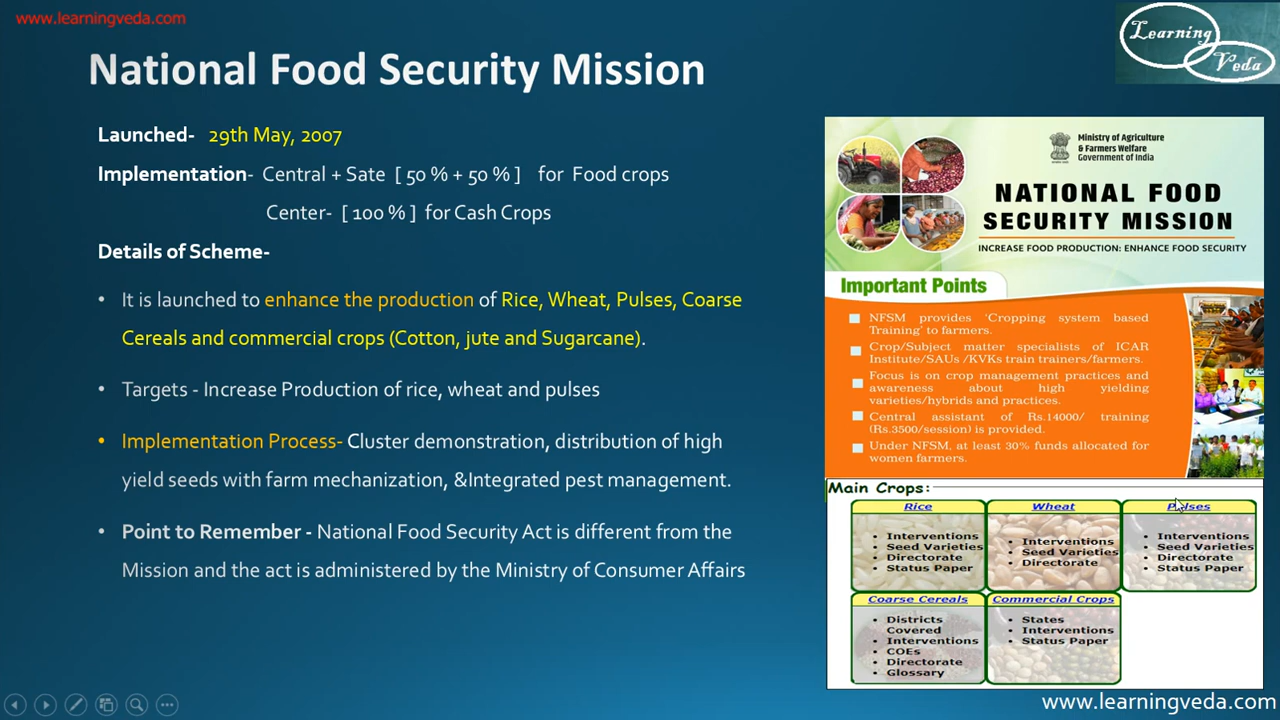 www.learningveda.com
Learning
Veda
National Food Security Mission
Launched- 29th May, 2007
Implementation- Central + Sate [ 50 % + 50 % ] for Food crops
Center- [ 100 % ] for Cash Crops
Details of Scheme-
• It is launched to enhance the production of Rice, Wheat, Pulses, Coarse
Cereals and commercial crops (Cotton, jute and Sugarcane).
• Targets - Increase Production of rice, wheat and pulses
• Implementation Process- Cluster demonstration, distribution of high
yield seeds with farm mechanization, &Integrated pest management.
• Point to Remember - National Food Security Act is different from the
Mission and the act is administered by the Ministry of Consumer Affairs
Ministry of Agriculture
& Farmers Welfare
Government of India
NATIONAL FOOD
SECURITY MISSION
INCREASE FOOD PRODUCTION: ENHANCE FOOD SECURITY
Important Points
NFSM provides 'Cropping system based
Training' to farmers.
Crop/Subject matter specialists of ICAR
Institute/SAUs /KVKs train trainers/farmers.
Focus is on crop management practices and
awareness about high yielding
varieties/hybrids and practices.
Central assistant of Rs.14000/ training
(Rs.3500/session) is provided.
Under NFSM, at least 30% funds allocated for
women farmers.
Main Crops:
Rice
• Interventions
• Seed Varieties
• Directorate
• Status Paper
Wheat
• Interventions
• Seed Varieties
• Directorate
Pulses
• Interventions
• Seed Varieties
• Directorate
• Status Paper
Coarse Cereals
• Districts
Covered
• Interventions
• COEs
• Directorate
• Glossary
Commercial Crops
• States
• Interventions
• Status Paper
www.learningveda.com